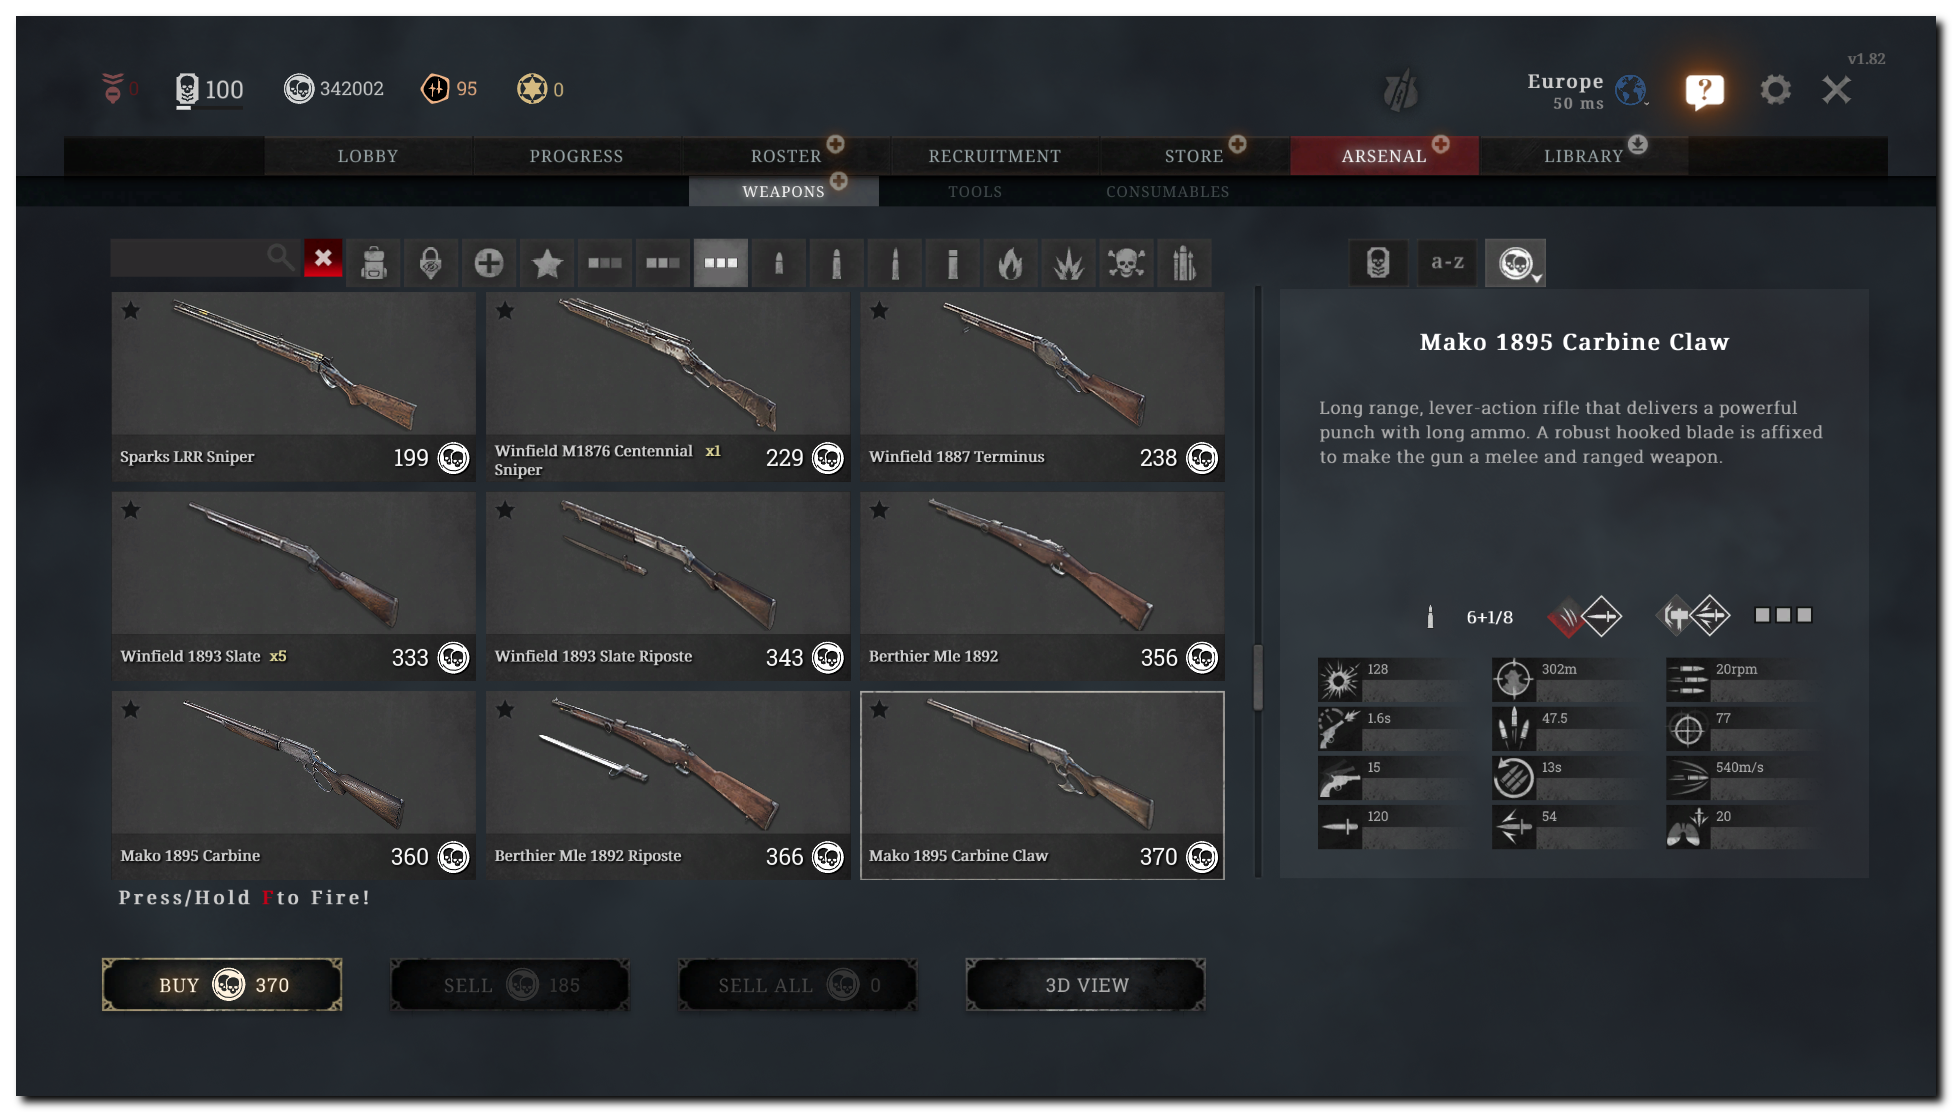 v1.82
0
100
342002
95
0
Europe
50 ms
?
LOBBY
PROGRESS
ROSTER
RECRUITMENT
STORE
ARSENAL
LIBRARY
WEAPONS
TOOLS
CONSUMABLES
a-z
Sparks LRR Sniper
199
Winfield M1876 Centennial x1
Sniper
229
Winfield 1887 Terminus
238
Winfield 1893 Slate x5
333
Winfield 1893 Slate Riposte
343
Berthier Mle 1892
356
Mako 1895 Carbine
360
Berthier Mle 1892 Riposte
366
Mako 1895 Carbine Claw
370
Press/Hold F to Fire!
BUY 370
SELL 185
SELL ALL 0
3D VIEW
Mako 1895 Carbine Claw
Long range, lever-action rifle that delivers a powerful
punch with long ammo. A robust hooked blade is affixed
to make the gun a melee and ranged weapon.
6+1/8
128
302m
20rpm
1.6s
47.5
77
15
13s
540m/s
120
54
20